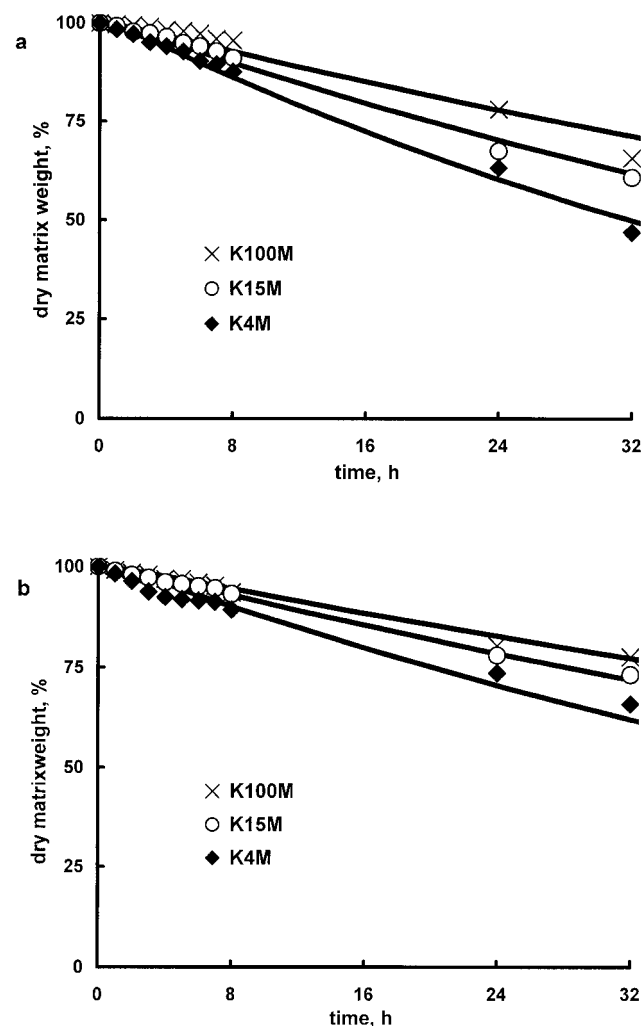 a
dry matrix weight, %
100
75
50
25
0
K100M
K15M
K4M
0 8 16 24 32
time, h
b
dry matrixweight, %
100
75
50
25
0
K100M
K15M
K4M
0 8 16 24 32
time, h